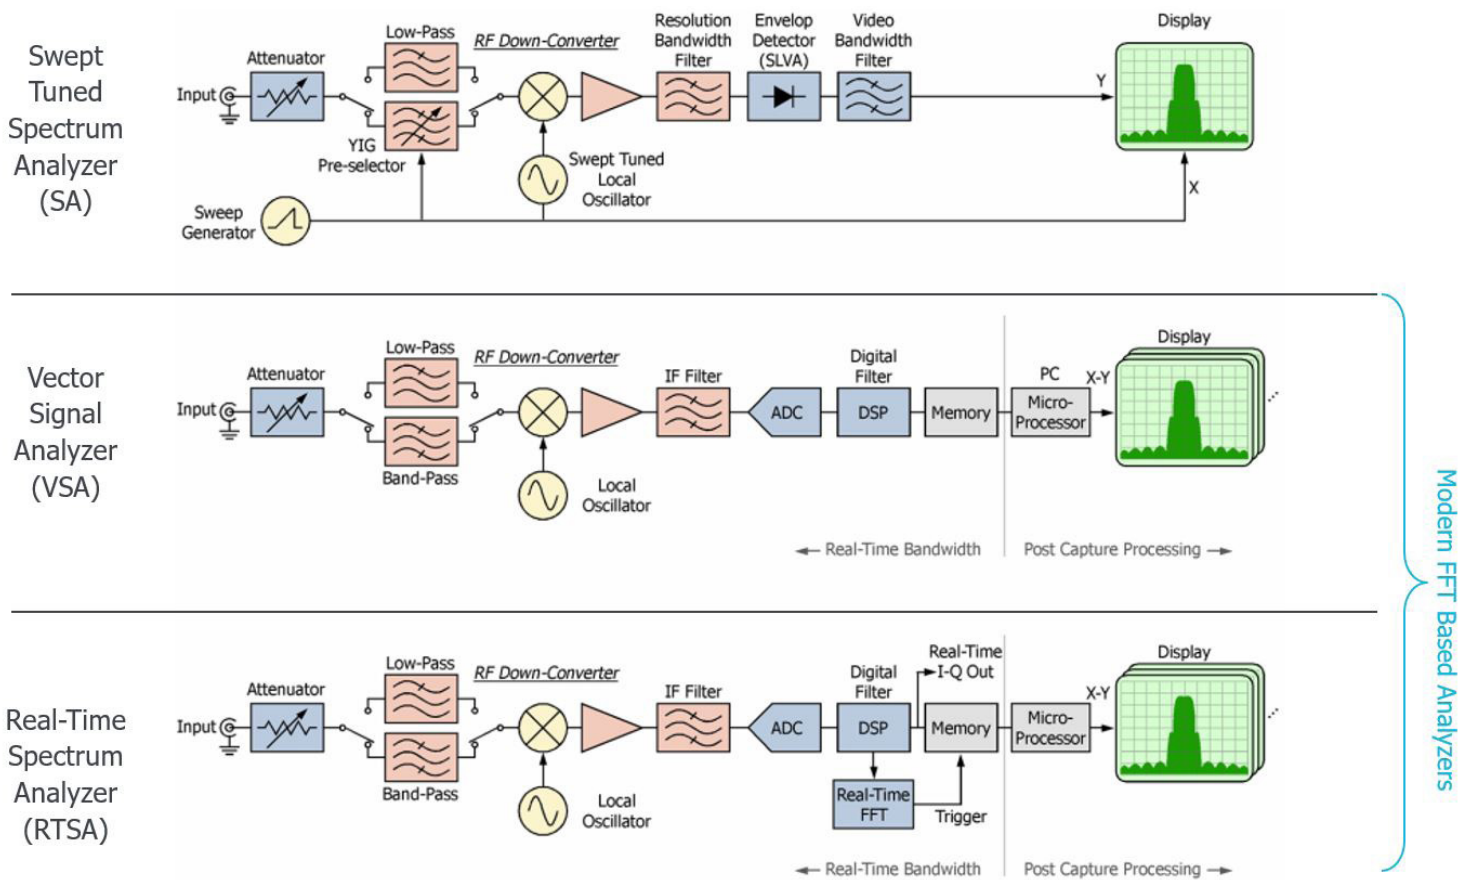 Swept
Tuned
Spectrum
Analyzer
(SA)
Input
Attenuator
Low-Pass
YIG
Pre-selector
RF Down-Converter
Swept Tuned
Local
Oscillator
Sweep
Generator
Resolution
Bandwidth
Filter
Envelop
Detector
(SLVA)
Video
Bandwidth
Filter
Y
X
Display
Vector
Signal
Analyzer
(VSA)
Input
Attenuator
Low-Pass
Band-Pass
RF Down-Converter
Local
Oscillator
IF Filter
ADC
Digital
Filter
DSP
Memory
PC
Micro-
Processor
X-Y
Display
Real-Time Bandwidth
Post Capture Processing
Real-Time
Spectrum
Analyzer
(RTSA)
Input
Attenuator
Low-Pass
Band-Pass
RF Down-Converter
Local
Oscillator
IF Filter
ADC
Digital
Filter
DSP
Real-Time
FFT
Real-Time
I-Q Out
Memory
Trigger
Micro-
Processor
X-Y
Display
Real-Time Bandwidth
Post Capture Processing
Modern FFT Based Analyzers